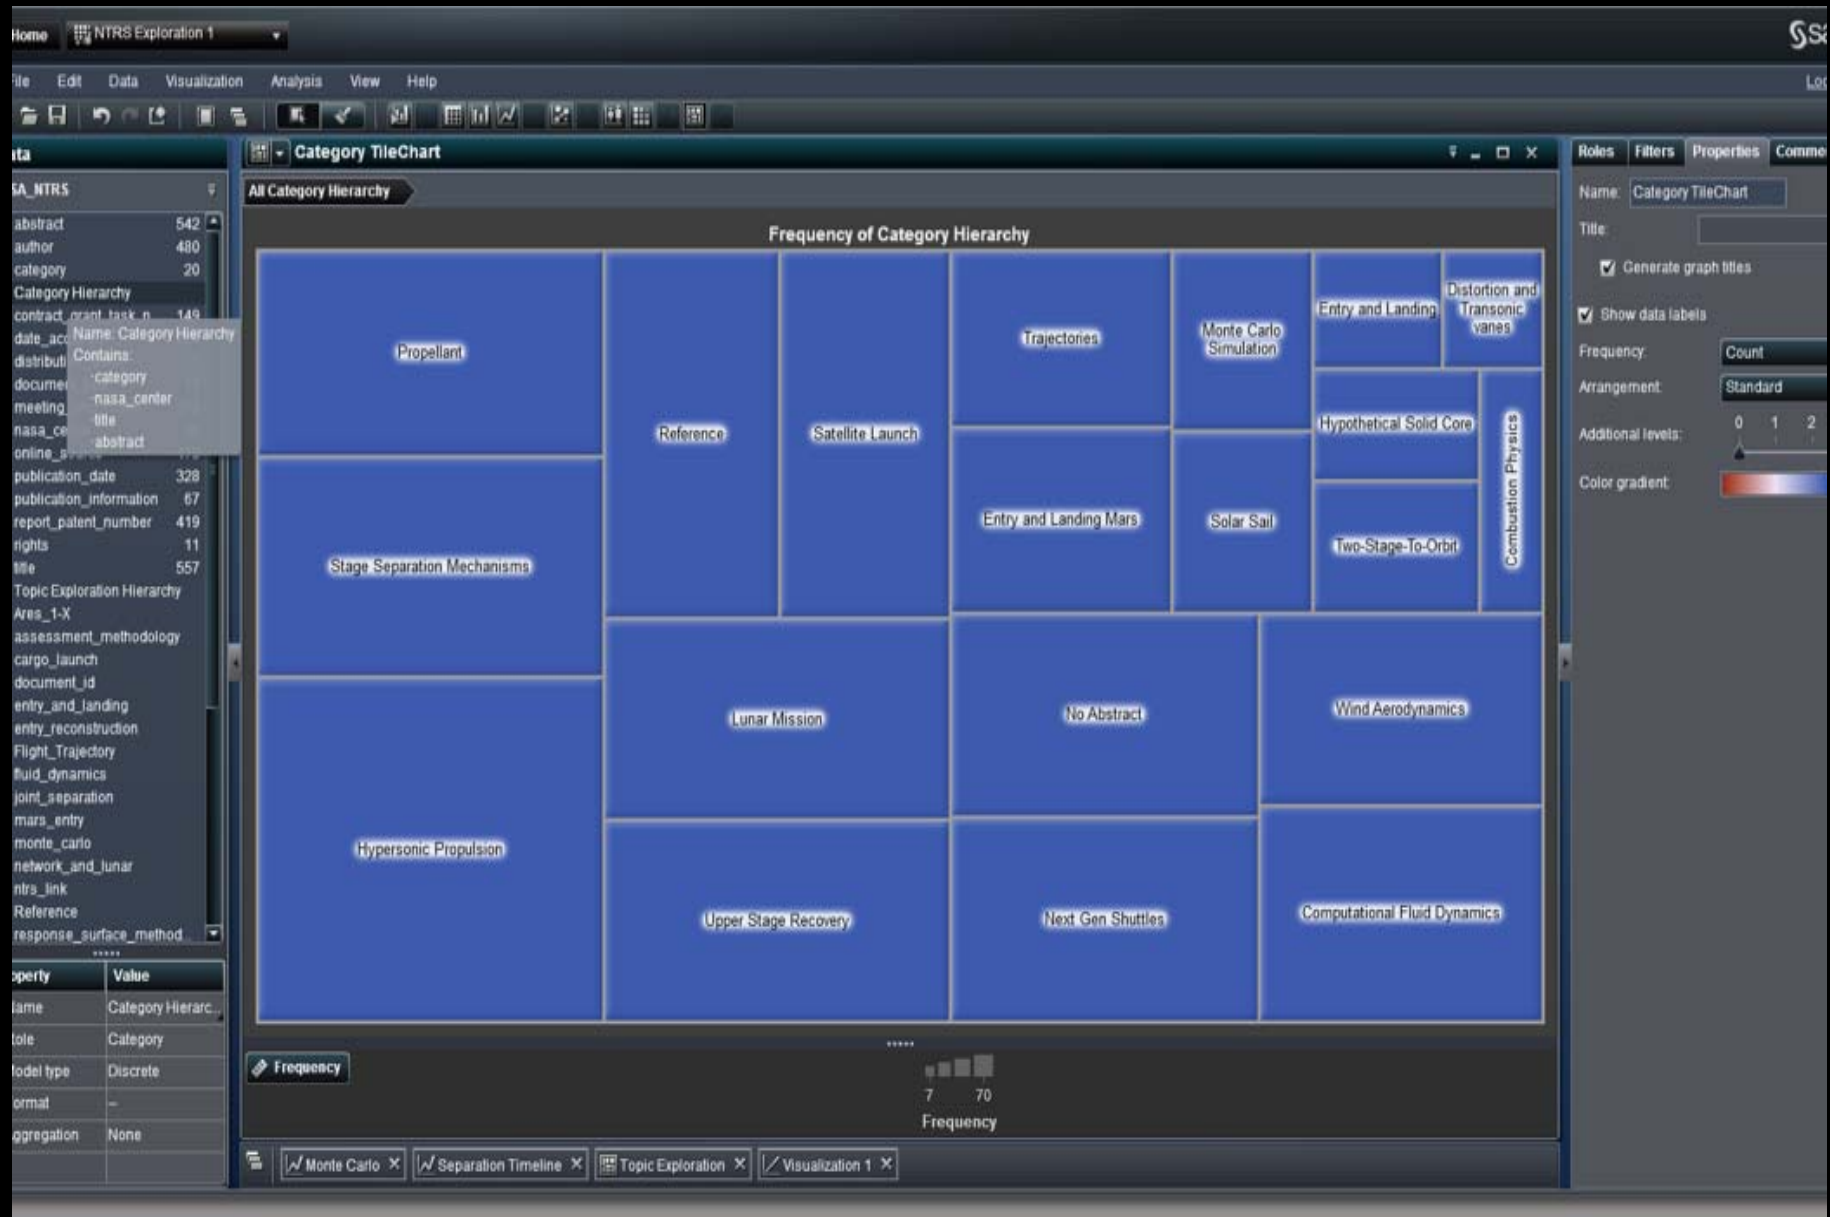 Home NTRS Exploration 1
File Edit Data Visualization Analysis View Help
Category TileChart
Roles Filters Properties
SA_NTRS
All Category Hierarchy
Name: Category TileChart
Title:
Generate graph titles
Show data labels
Frequency: Count
Arrangement: Standard
Additional levels: 0 1 2
Color gradient:
abstract 542
author 480
category 20
Category Hierarchy
contract_grant_task_n 149
Name: Category Hierarchy
Contains:
·category
·nasa_center
·title
·abstract
publication_date 328
publication_information 67
report_patent_number 419
rights 11
title 557
Topic Exploration Hierarchy
Ares_1-X
assessment_methodology
cargo_launch
document_id
entry_and_landing
entry_reconstruction
Flight_Trajectory
fluid_dynamics
joint_separation
mars_entry
monte_carlo
network_and_lunar
ntrs_link
Reference
response_surface_method...
Value
Category Hierarc...
Category
Discrete
–
None
Frequency of Category Hierarchy
Propellant
Stage Separation Mechanisms
Hypersonic Propulsion
Reference
Satellite Launch
Lunar Mission
Upper Stage Recovery
Trajectories
Monte Carlo
Simulation
Entry and Landing
Distortion and
Transonic
vanes
Hypothetical Solid Core
Combustion Physics
Entry and Landing Mars
Solar Sail
Two-Stage-To-Orbit
No Abstract
Wind Aerodynamics
Next Gen Shuttles
Computational Fluid Dynamics
Frequency
7 70
Frequency
Monte Carlo Separation Timeline Topic Exploration Visualization 1